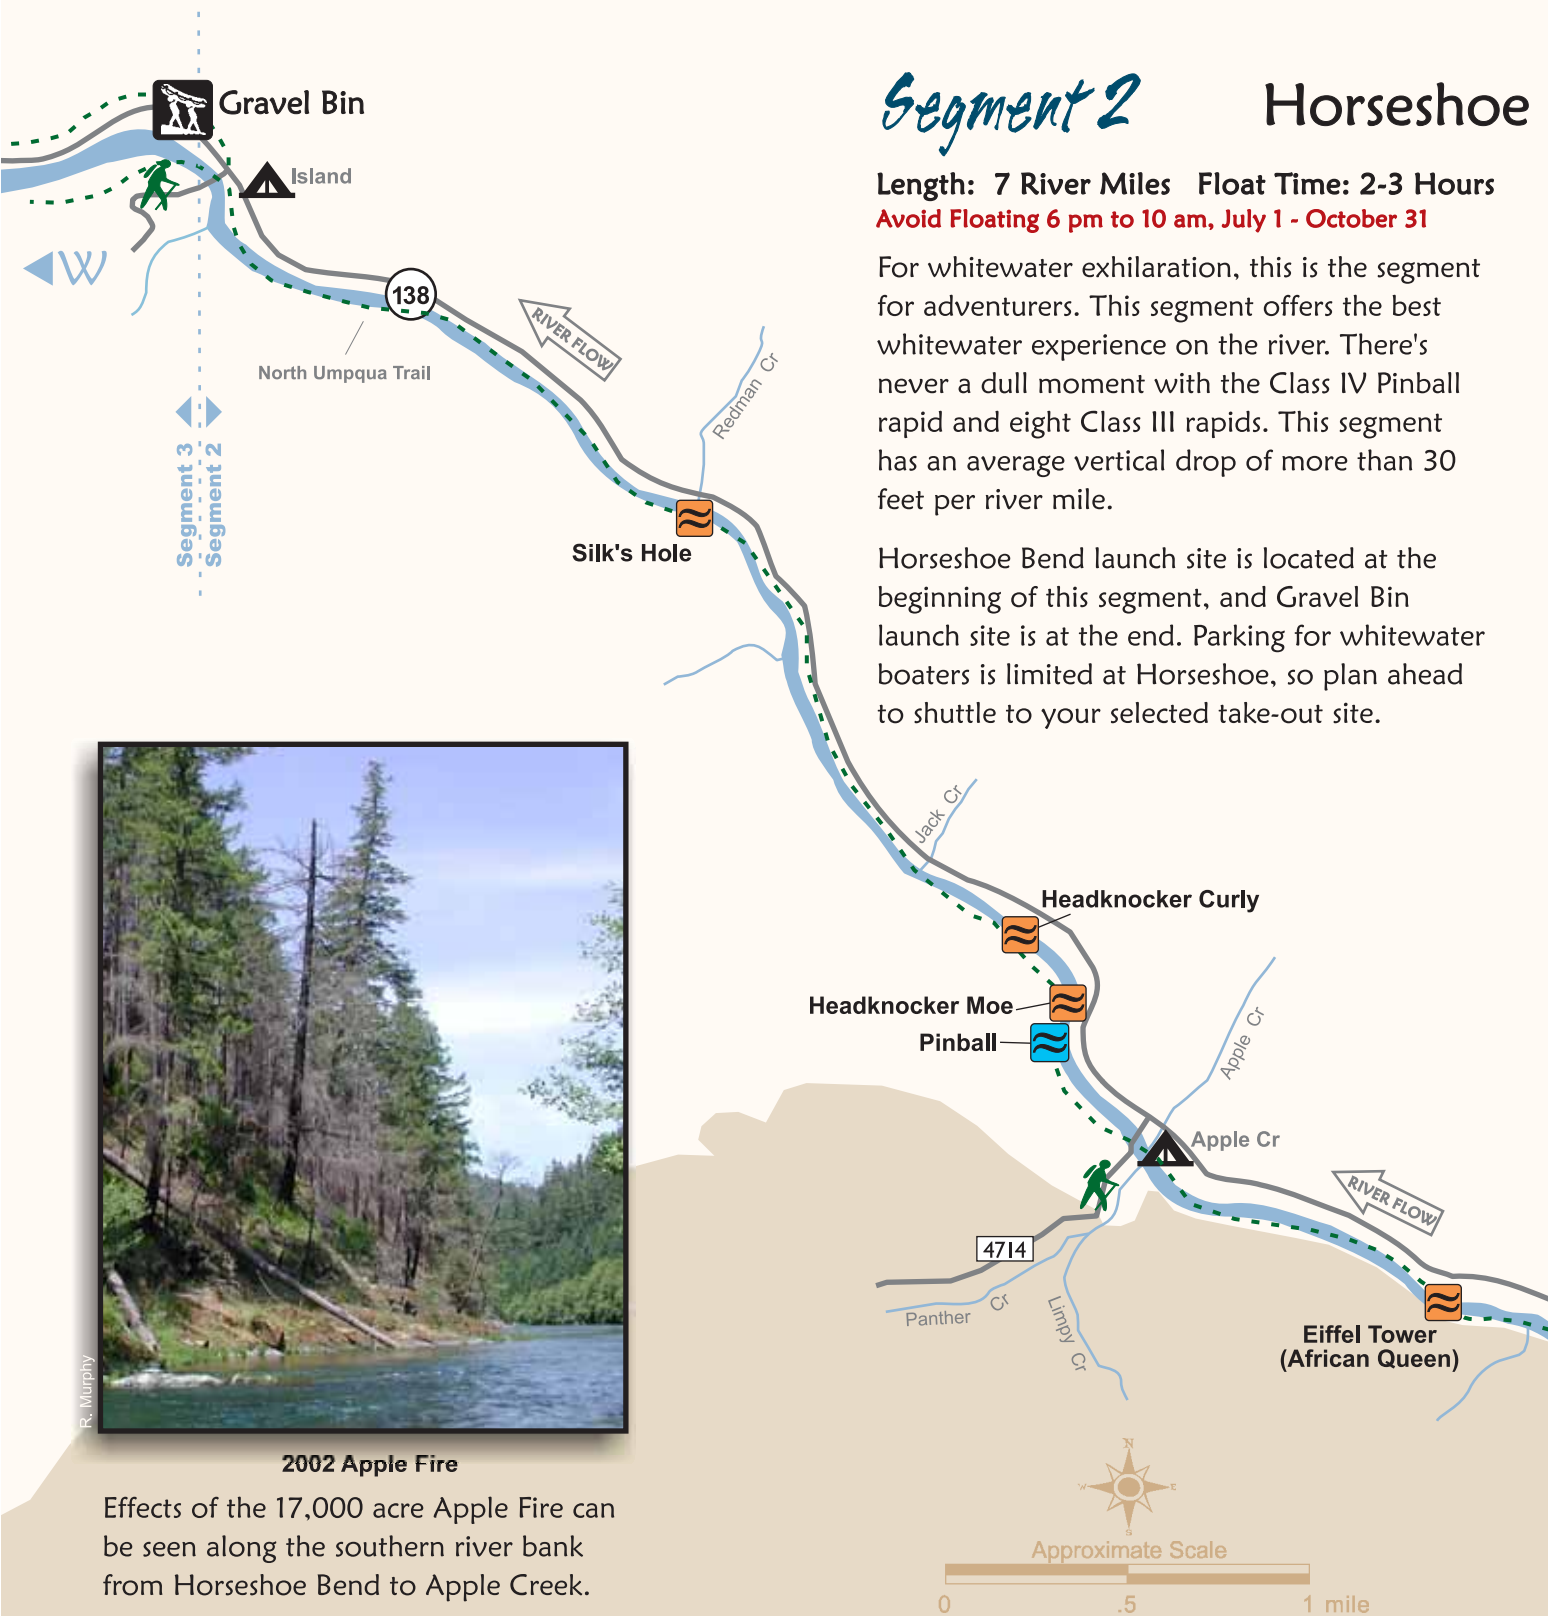 Segment 2 Horseshoe
Length: 7 River Miles Float Time: 2-3 Hours
Avoid Floating 6 pm to 10 am, July 1 - October 31
For whitewater exhilaration, this is the segment
for adventurers. This segment offers the best
whitewater experience on the river. There's
never a dull moment with the Class IV Pinball
rapid and eight Class III rapids. This segment
has an average vertical drop of more than 30
feet per river mile.
Horseshoe Bend launch site is located at the
beginning of this segment, and Gravel Bin
launch site is at the end. Parking for whitewater
boaters is limited at Horseshoe, so plan ahead
to shuttle to your selected take-out site.
Gravel Bin
Island
W
138
RIVER FLOW
North Umpqua Trail
Redman Cr
Segment 3
Segment 2
Silk's Hole
Jack Cr
Headknocker Curly
Headknocker Moe
Pinball
Apple Cr
Apple Cr
RIVER FLOW
4714
Panther Cr
Limpy Cr
Eiffel Tower
(African Queen)
R. Murphy
2002 Apple Fire
Effects of the 17,000 acre Apple Fire can
be seen along the southern river bank
from Horseshoe Bend to Apple Creek.
N
W E
S
Approximate Scale
0 .5 1 mile